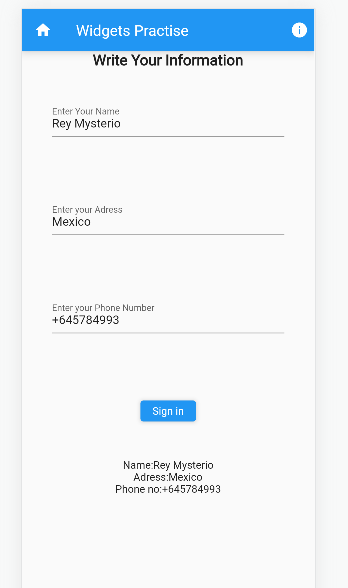 Widgets Practise
Write Your Information
Enter Your Name
Rey Mysterio
Enter your Adress
Mexico
Enter your Phone Number
+645784993
Sign in
Name:Rey Mysterio
Adress:Mexico
Phone no:+645784993